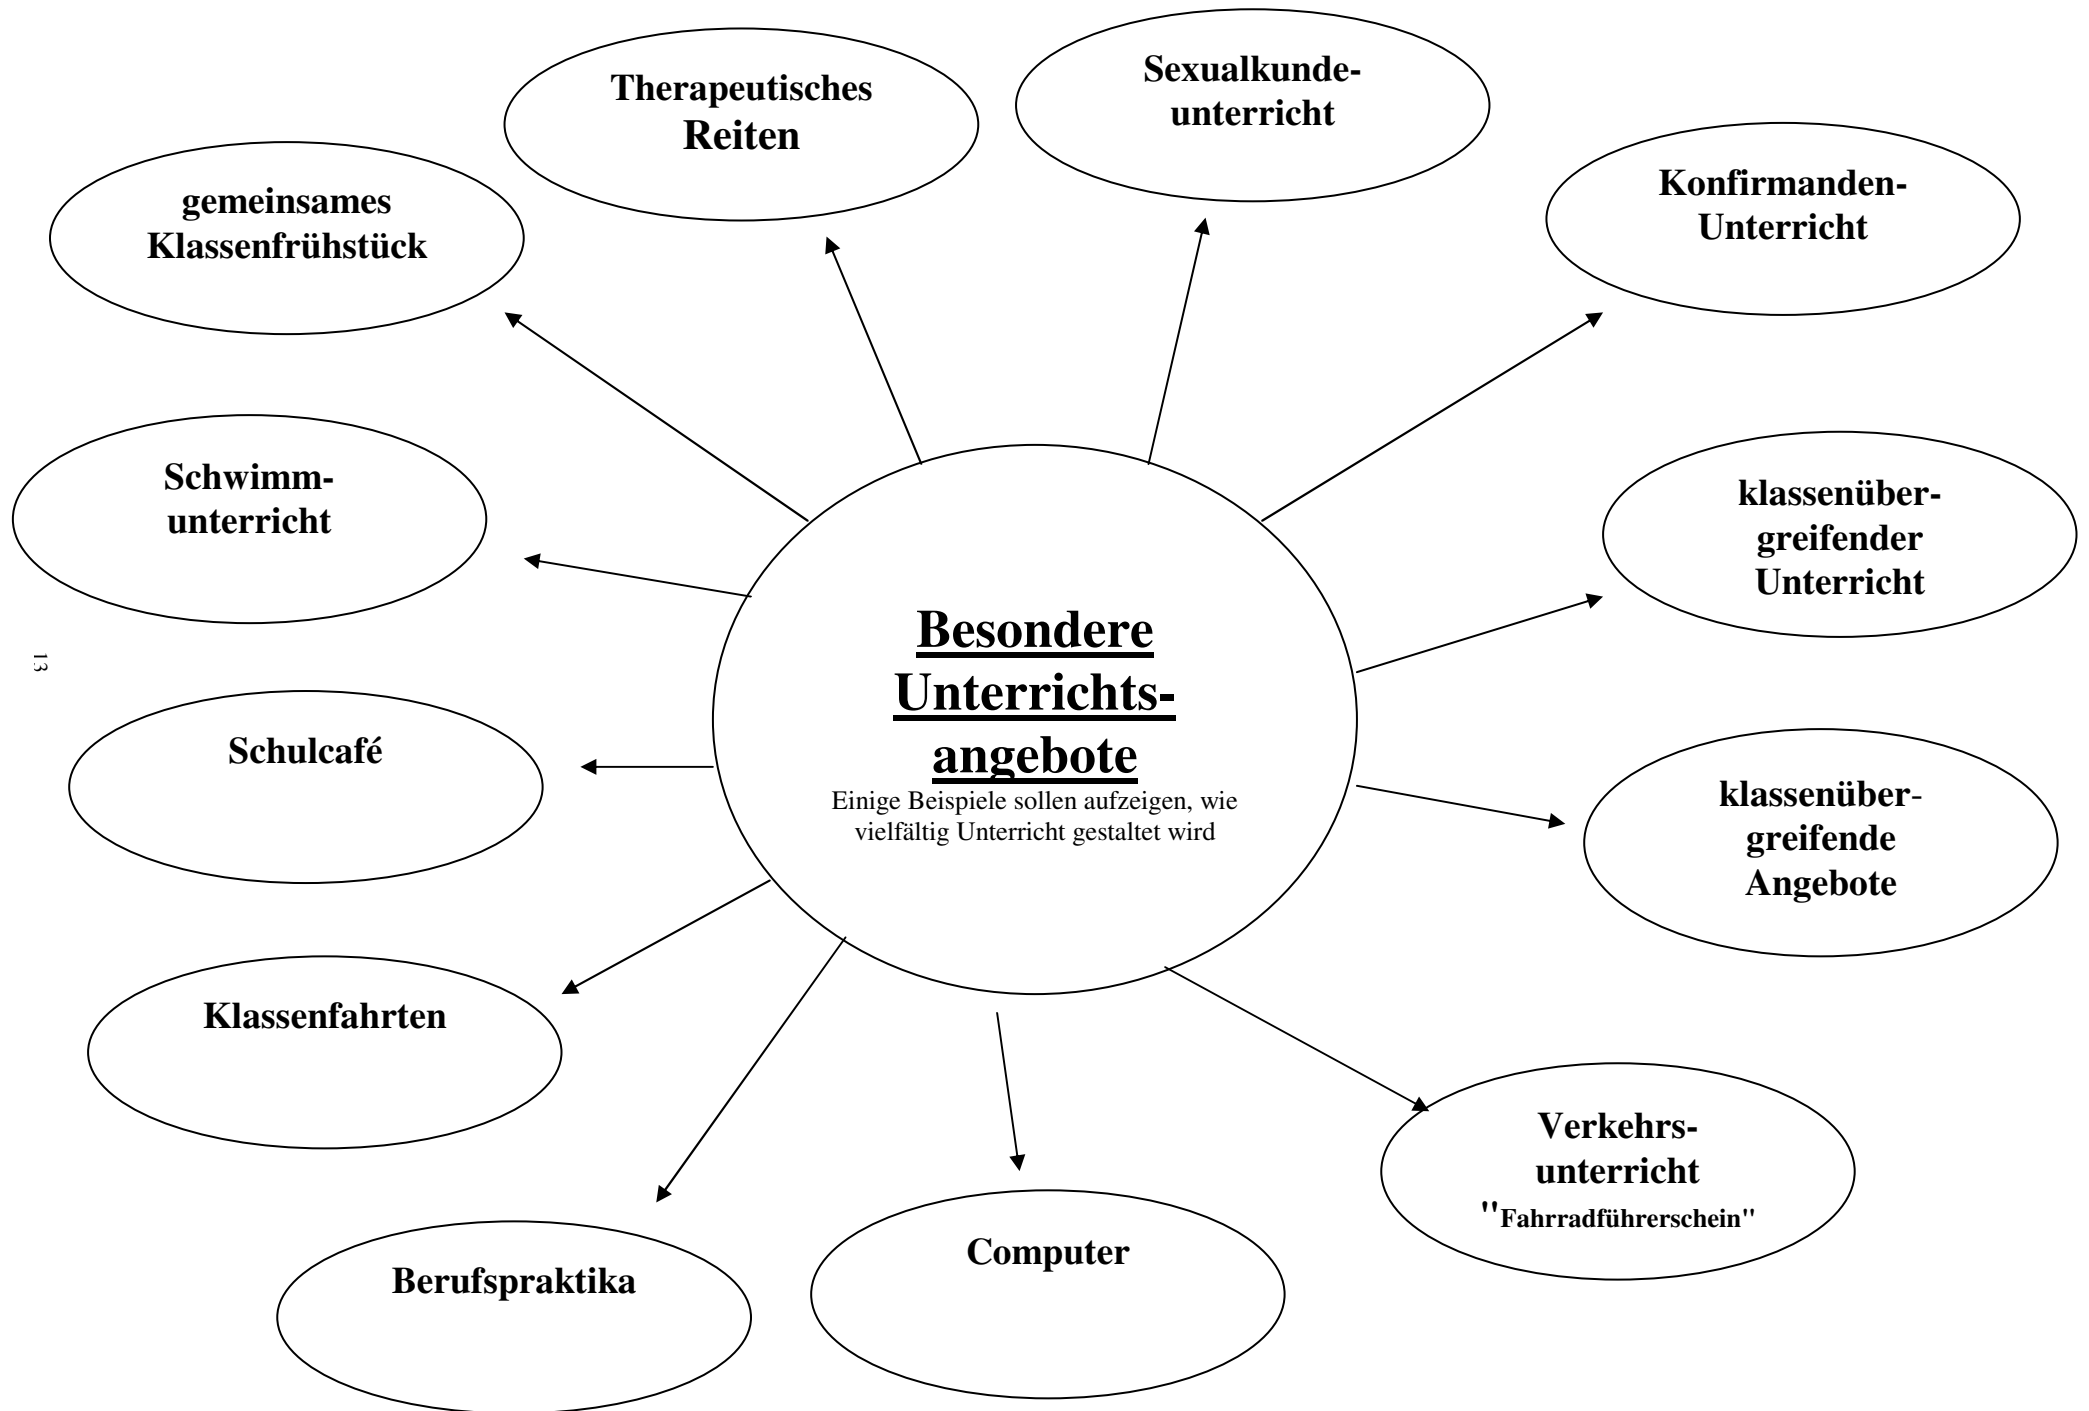 Therapeutisches
Reiten
Sexualkunde-
unterricht
gemeinsames
Klassenfrühstück
Konfirmanden-
Unterricht
Schwimm-
unterricht
klassenüber-
greifender
Unterricht
Besondere
Unterrichts-
angebote
Einige Beispiele sollen aufzeigen, wie
vielfältig Unterricht gestaltet wird
13
Schulcafé
klassenüber-
greifende
Angebote
Klassenfahrten
Verkehrs-
unterricht
"Fahrradführerschein"
Berufspraktika
Computer